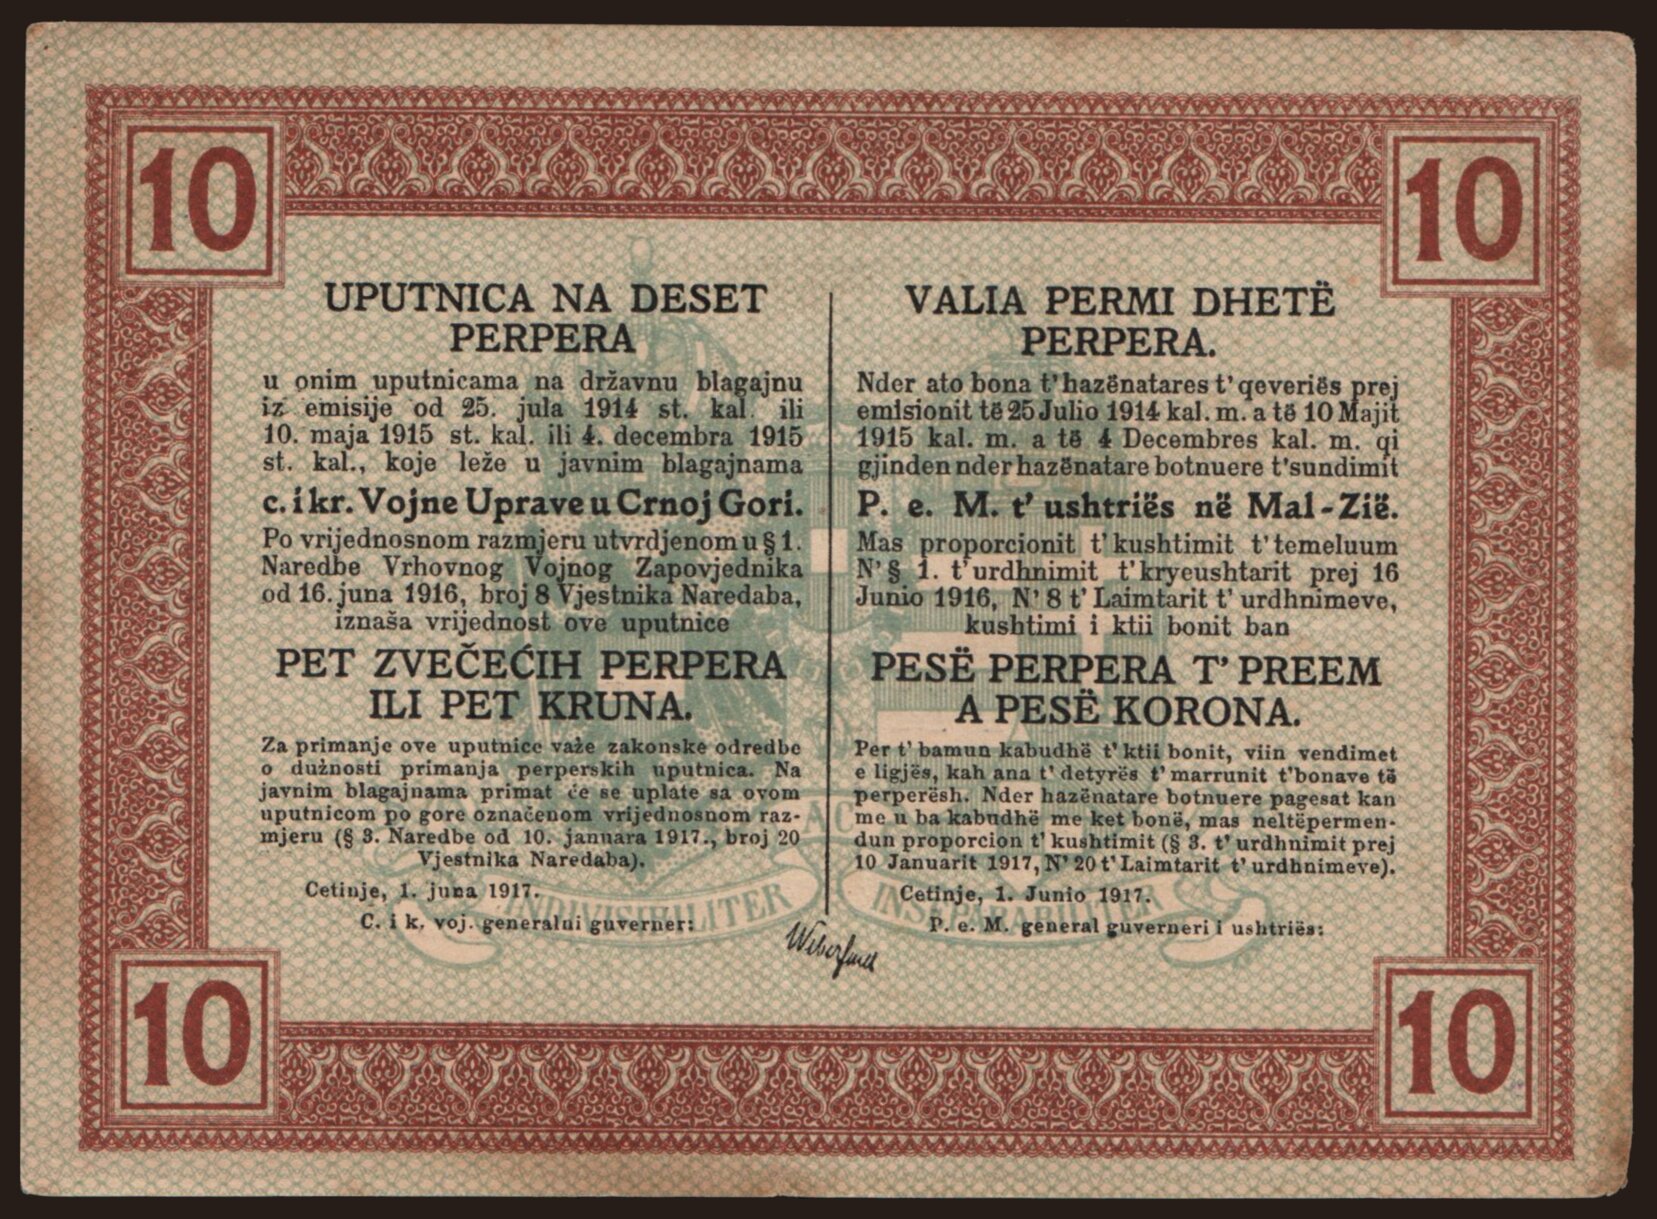 10
10
UPUTNICA NA DESET
PERPERA
u onim uputnicama na državnu blagajnu
iz emisije od 25. jula 1914 st. kal. ili
10. maja 1915 st. kal. ili 4. decembra 1915
st. kal., koje leže u javnim blagajnama
c. i kr. Vojne Uprave u Crnoj Gori.
Po vrijednosnom razmjeru utvrdjenom u § 1.
Naredbe Vrhovnog Vojnog Zapovjednika
od 16. juna 1916, broj 8 Vjestnika Naredaba,
iznaša vrijednost ove uputnice
PET ZVEČEĆIH PERPERA
ILI PET KRUNA.
Za primanje ove uputnice važe zakonske odredbe
o dužnosti primanja perperskih uputnica. Na
javnim blagajnama primat će se uplate sa ovom
uputnicom po gore označenom vrijednosnom raz-
mjeru (§ 3. Naredbe od 10. januara 1917., broj 20
Vjestnika Naredaba).
Cetinje, 1. juna 1917.
C. i k. voj. generalni guverner:
VALIA PERMI DHETË
PERPERA.
Nder ato bona t' hazënatares t' qeveriës prej
emisionit të 25 Julio 1914 kal. m. a të 10 Majit
1915 kal. m. a të 4 Decembres kal. m. qi
gjinden nder hazënatare botnuere t'sundimit
P. e. M. t' ushtriës në Mal-Zië.
Mas proporcionit t' kushtimit t' temeluum
N' § 1. t' urdhnimit t' kryeushtarit prej 16
Junio 1916, N' 8 t' Laimtarit t' urdhnimeve,
kushtimi i ktii bonit ban
PESË PERPERA T' PREEM
A PESË KORONA.
Per t' bamun kabudhë t' ktii bonit, viin vendimet
e ligjës, kah ana t' detyrës t' marrunit t'bonave të
perperësh. Nder hazënatare botnuere pagesat kan
me u ba kabudhë me ket bonë, mas neltëpermen-
dun proporcion t' kushtimit (§ 3. t' urdhnimit prej
10 Januarit 1917, N' 20 t' Laimtarit t' urdhnimeve).
Cetinje, 1. Junio 1917.
P. e. M. general guverneri i ushtriës:
INDIVISIBILITER
INSEPARABILITER
10
10